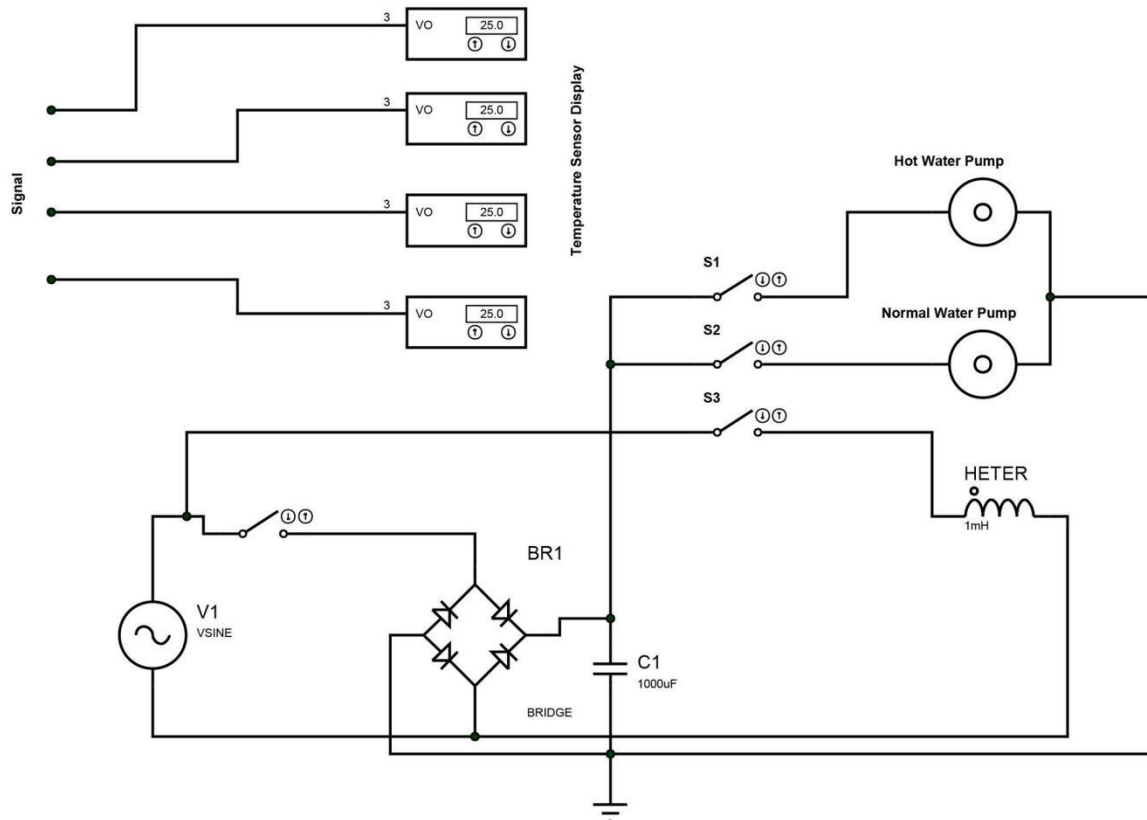 3
VO
25.0
3
VO
25.0
3
VO
25.0
3
VO
25.0
Signal
Temperature Sensor Display
Hot Water Pump
S1
Normal Water Pump
S2
S3
HETER
1mH
BR1
V1
VSINE
C1
1000uF
BRIDGE